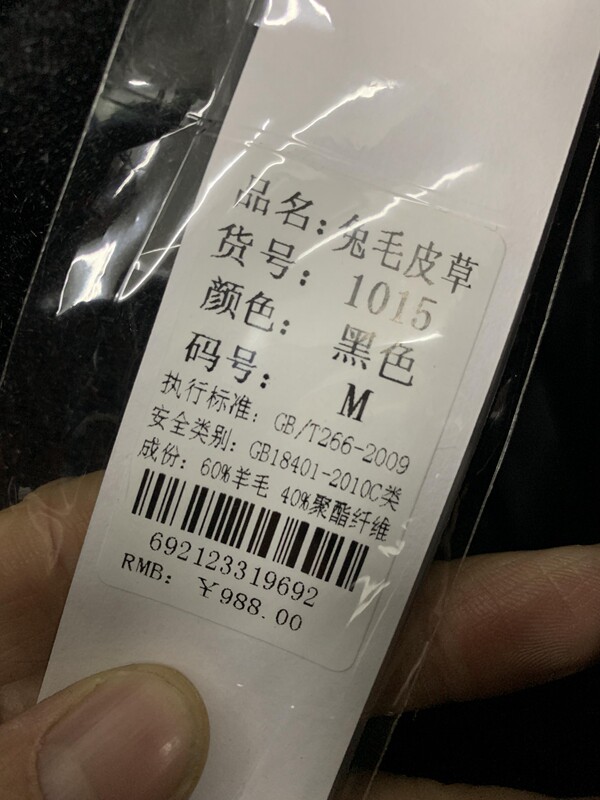 品名：兔毛皮草
货号：1015
颜色：黑色
码号：M
执行标准：GB/T266-2009
安全类别：GB18401-2010C类
成份：60%羊毛 40%聚酯纤维
692123319692
RMB：￥988.00